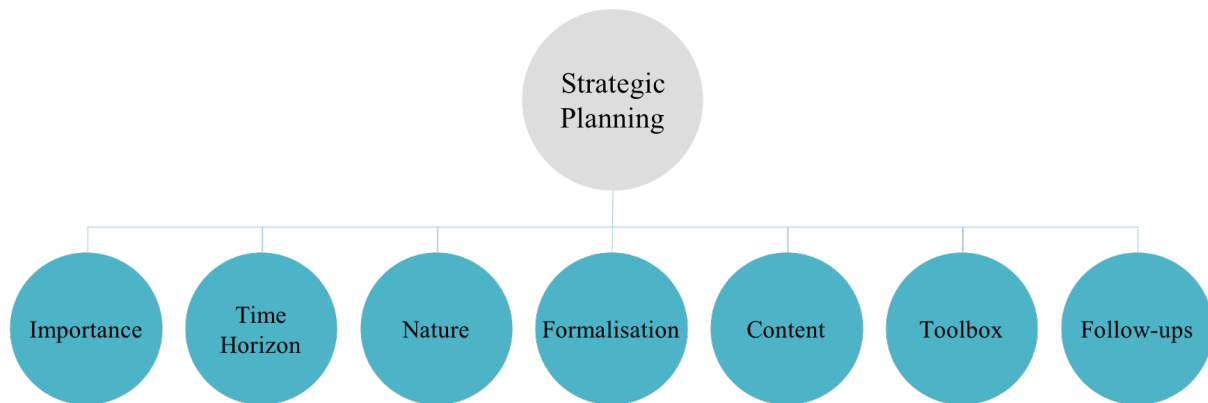 Strategic
Planning
Importance
Time
Horizon
Nature
Formalisation
Content
Toolbox
Follow-ups